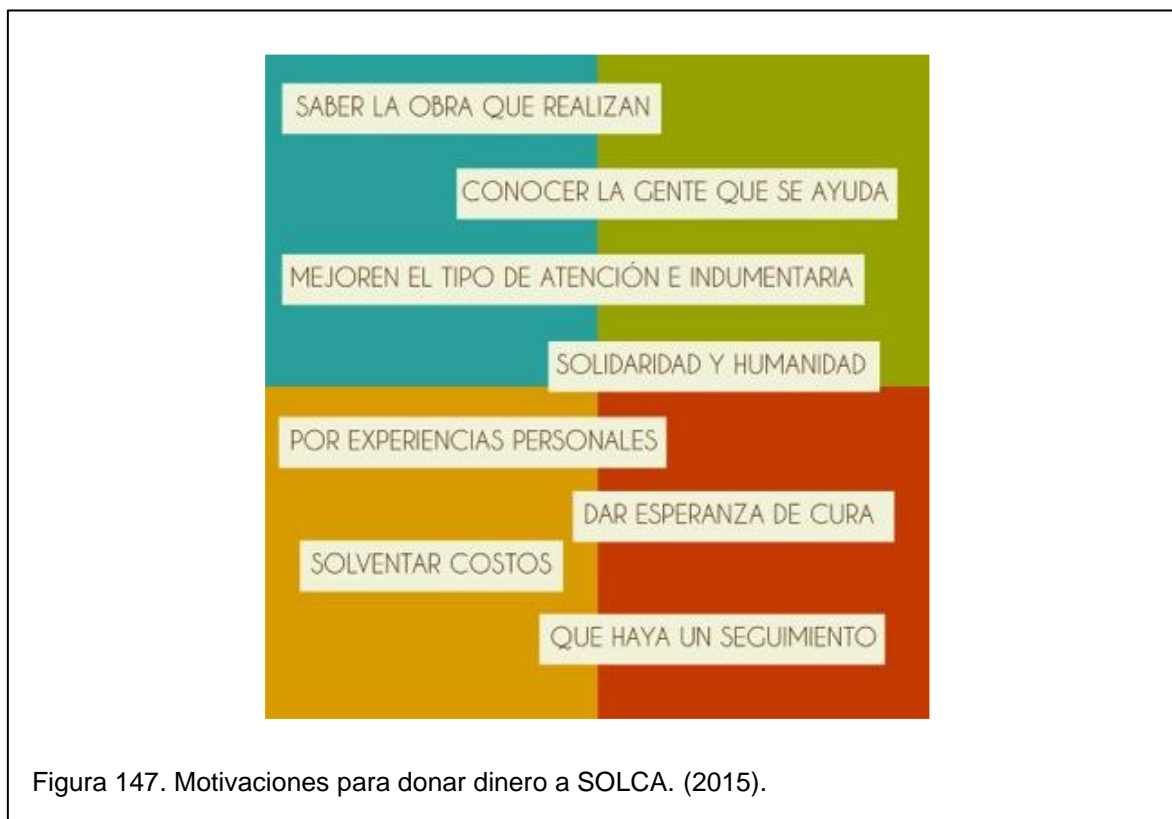 SABER LA OBRA QUE REALIZAN
CONOCER LA GENTE QUE SE AYUDA
MEJOREN EL TIPO DE ATENCIÓN E INDUMENTARIA
SOLIDARIDAD Y HUMANIDAD
POR EXPERIENCIAS PERSONALES
DAR ESPERANZA DE CURA
SOLVENTAR COSTOS
QUE HAYA UN SEGUIMIENTO
Figura 147. Motivaciones para donar dinero a SOLCA. (2015).